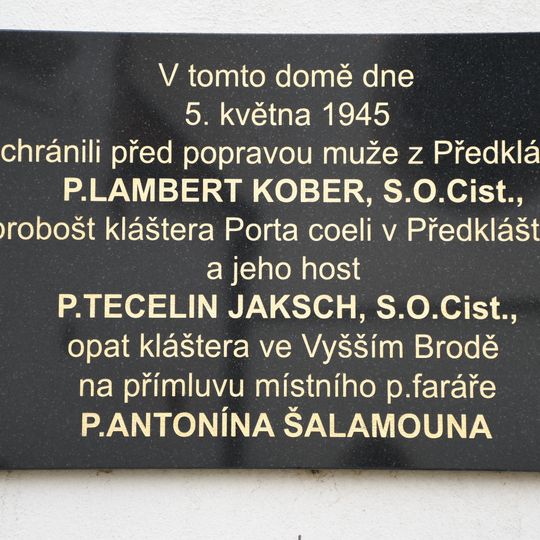 V tomto domě dne
5. května 1945
chránili před popravou muže z Předklá
P.LAMBERT KOBER, S.O.Cist.,
probošt kláštera Porta coeli v Předklášt
a jeho host
P.TECELIN JAKSCH, S.O.Cist.,
opat kláštera ve Vyšším Brodě
na přímluvu místního p.faráře
P.ANTONÍNA ŠALAMOUNA